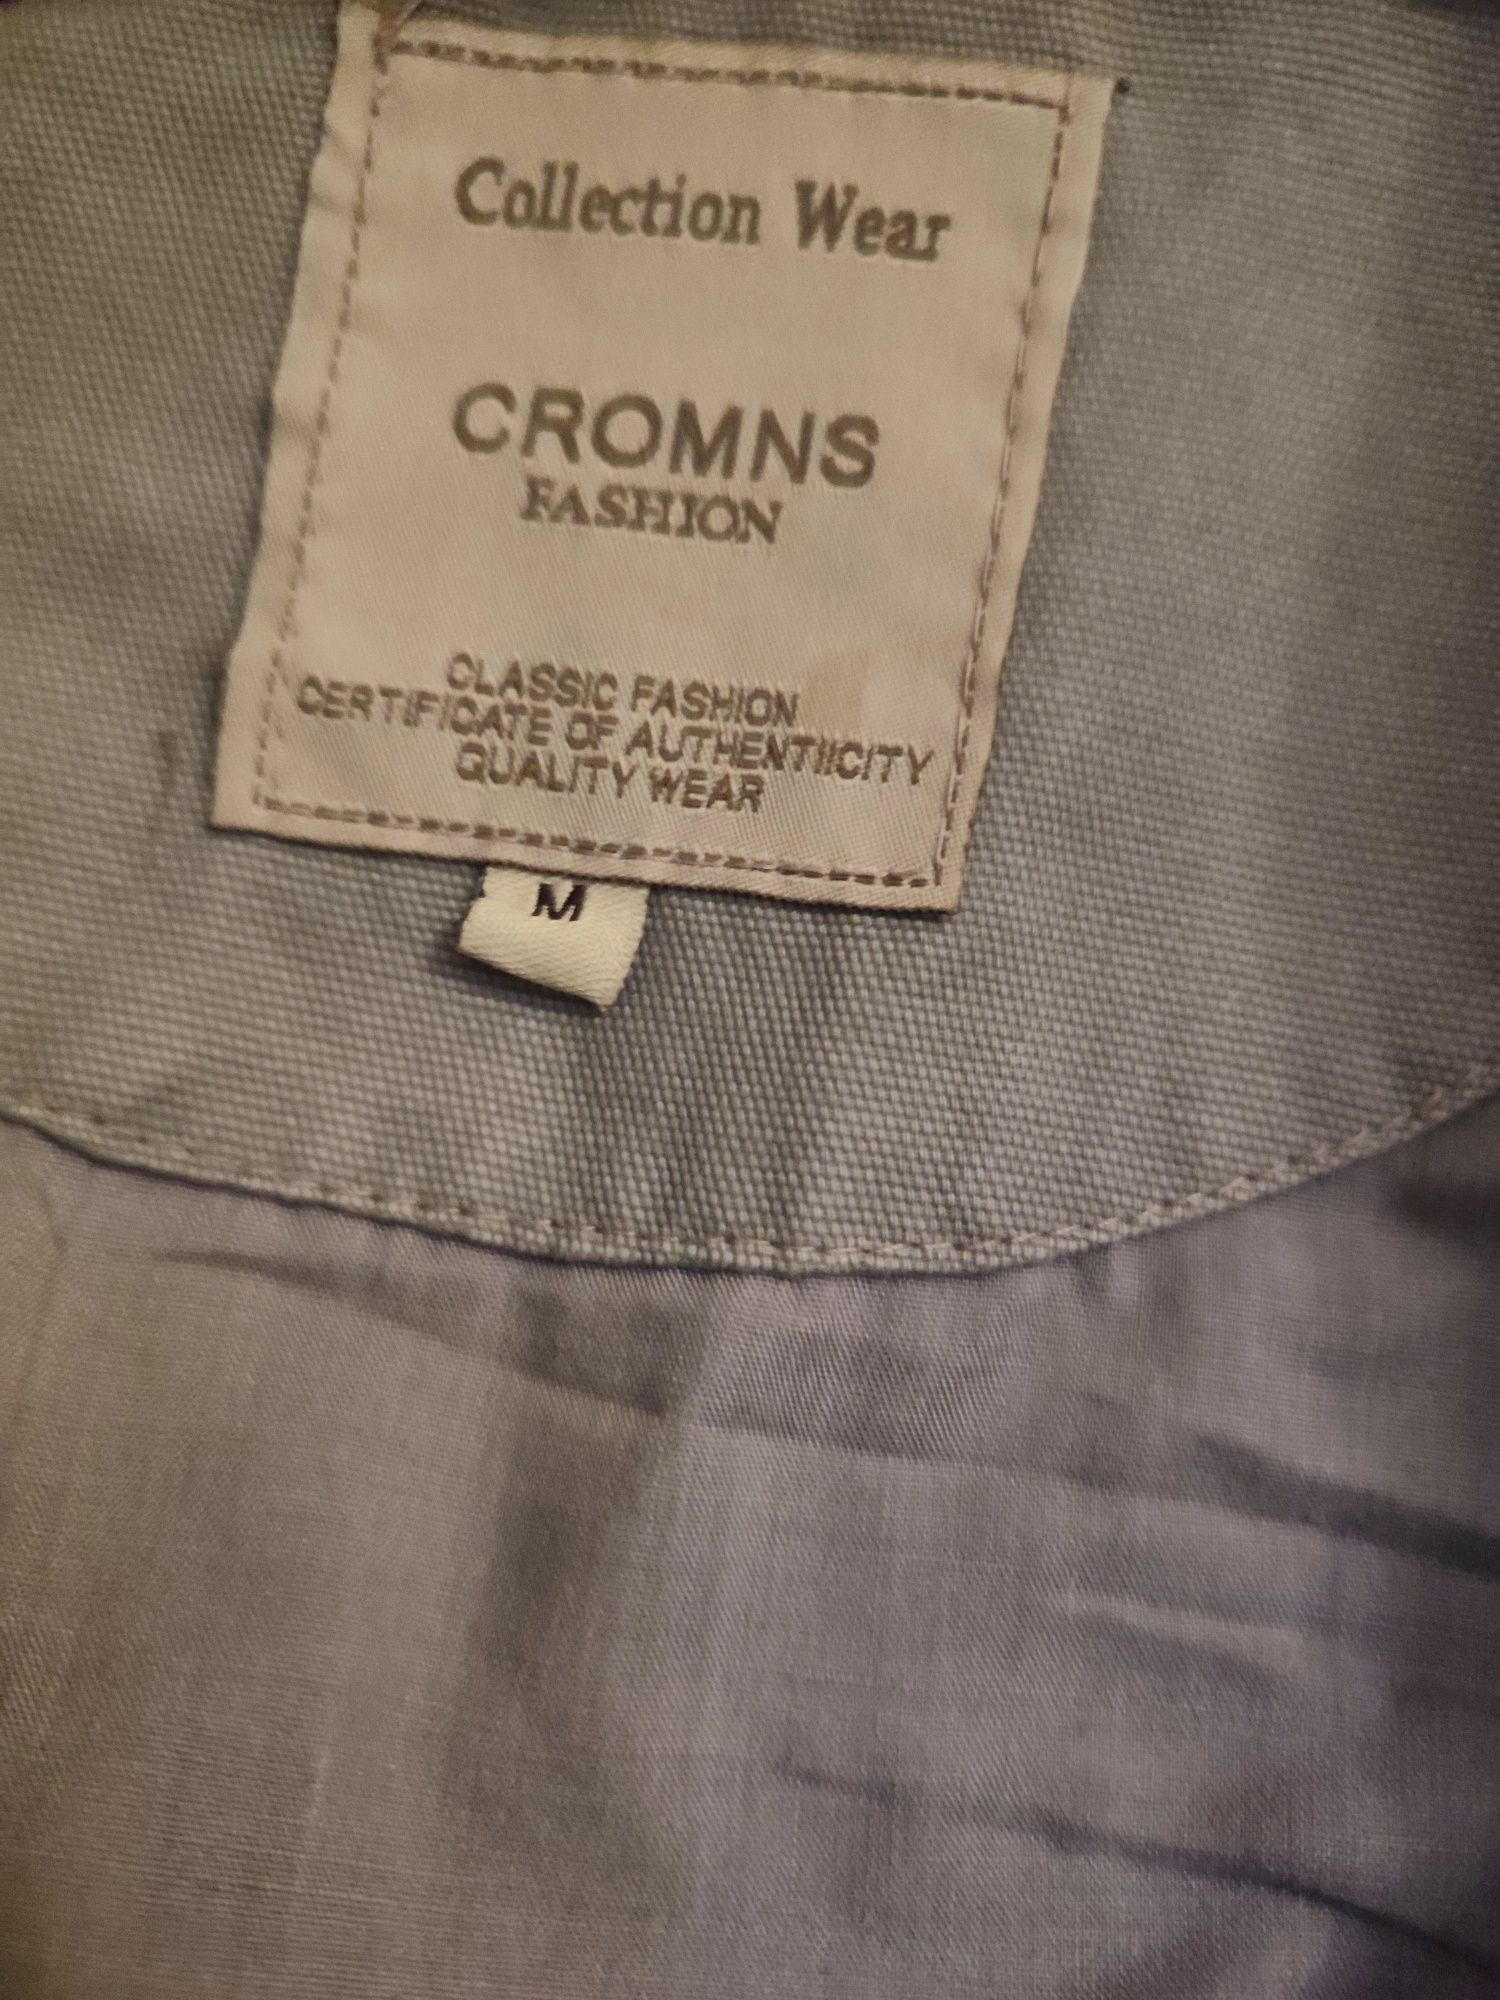 Collection Wear
CROMNS
FASHION
CLASSIC FASHION
CERTIFICATE OF AUTHENTIICITY
QUALITY WEAR
M